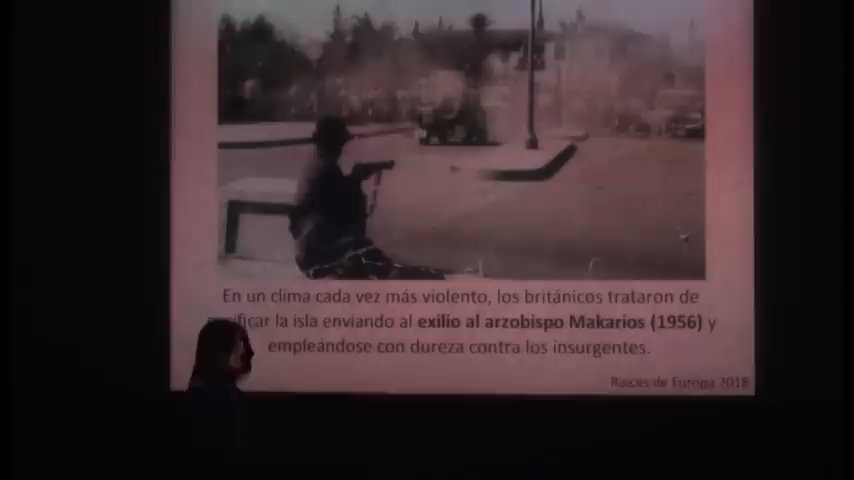 En un clima cada vez más violento, los británicos trataron de
la isla enviando al exilio al arzobispo Makarios (1956) y
empleándose con dureza contra los insurgentes.
Raíces de Europa 2018